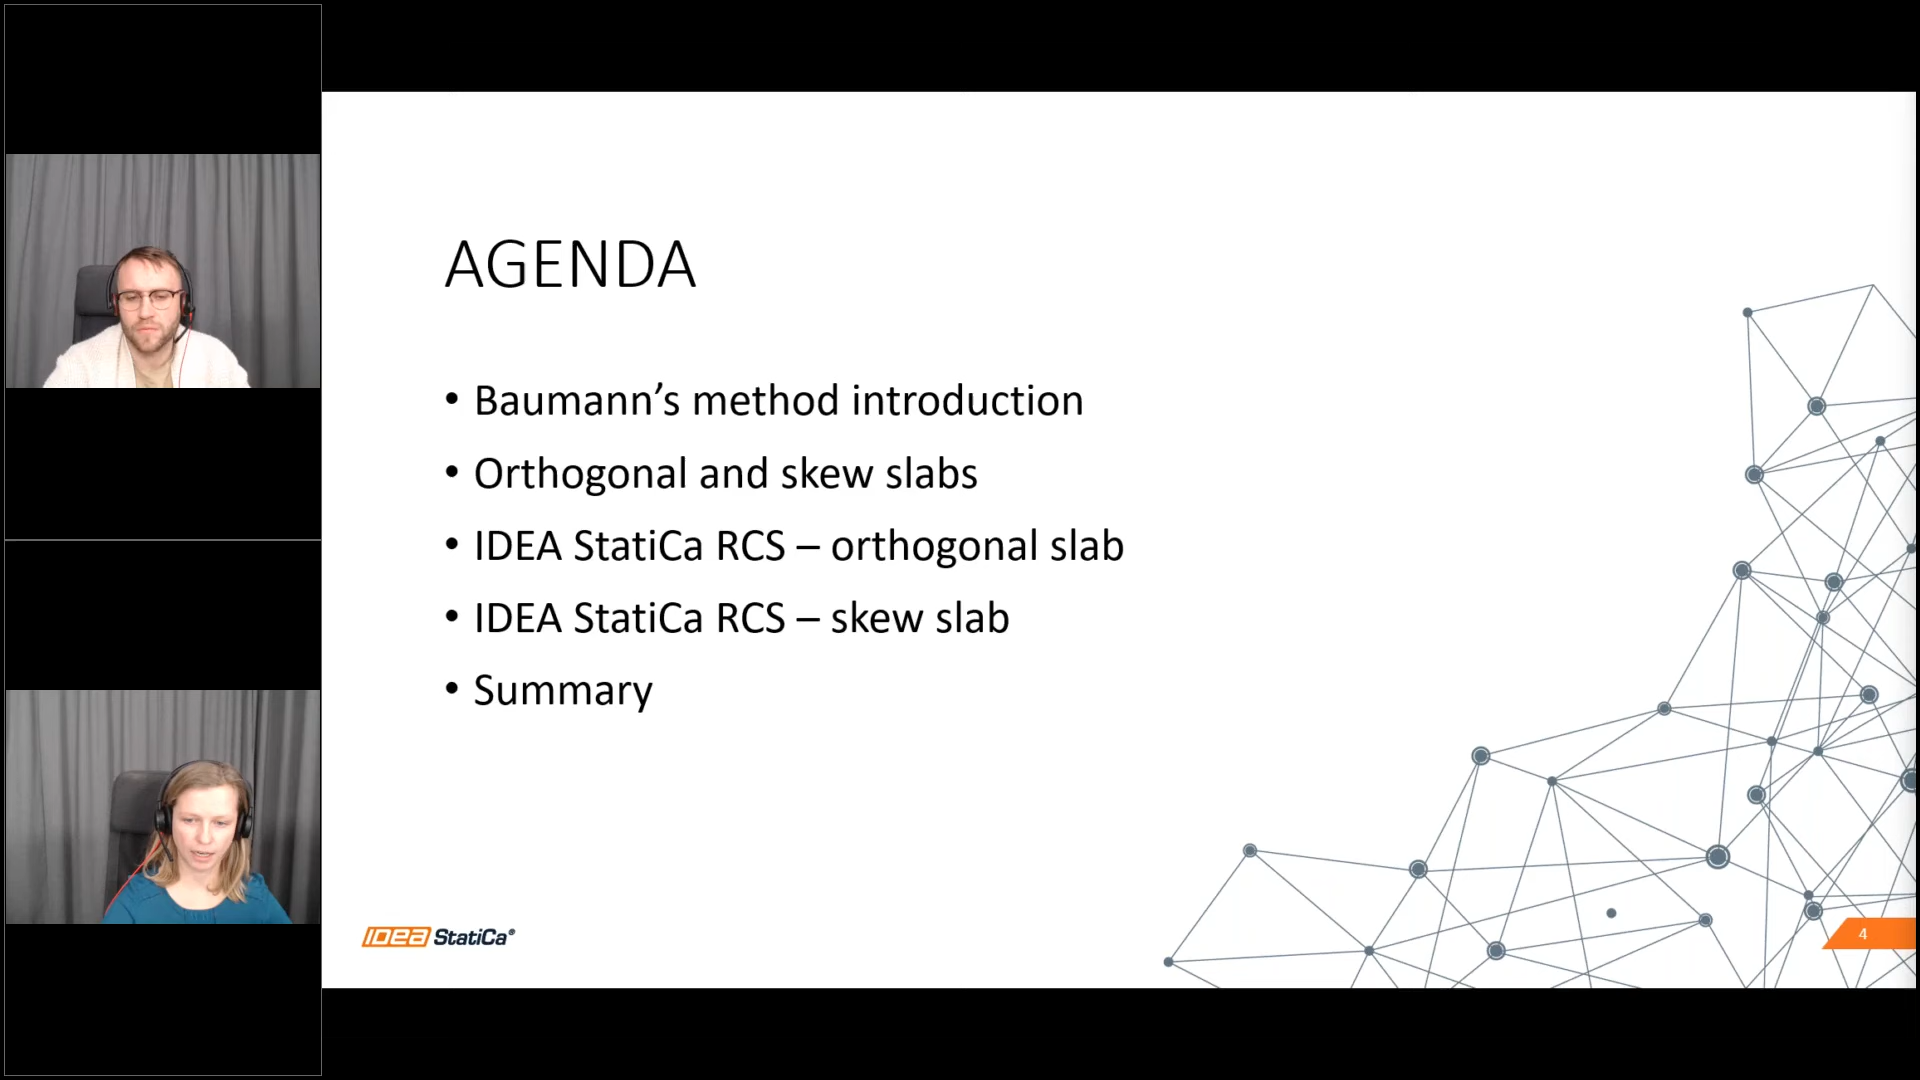 AGENDA
• Baumann’s method introduction
• Orthogonal and skew slabs
• IDEA StatiCa RCS – orthogonal slab
• IDEA StatiCa RCS – skew slab
• Summary
IDEA StatiCa®
4